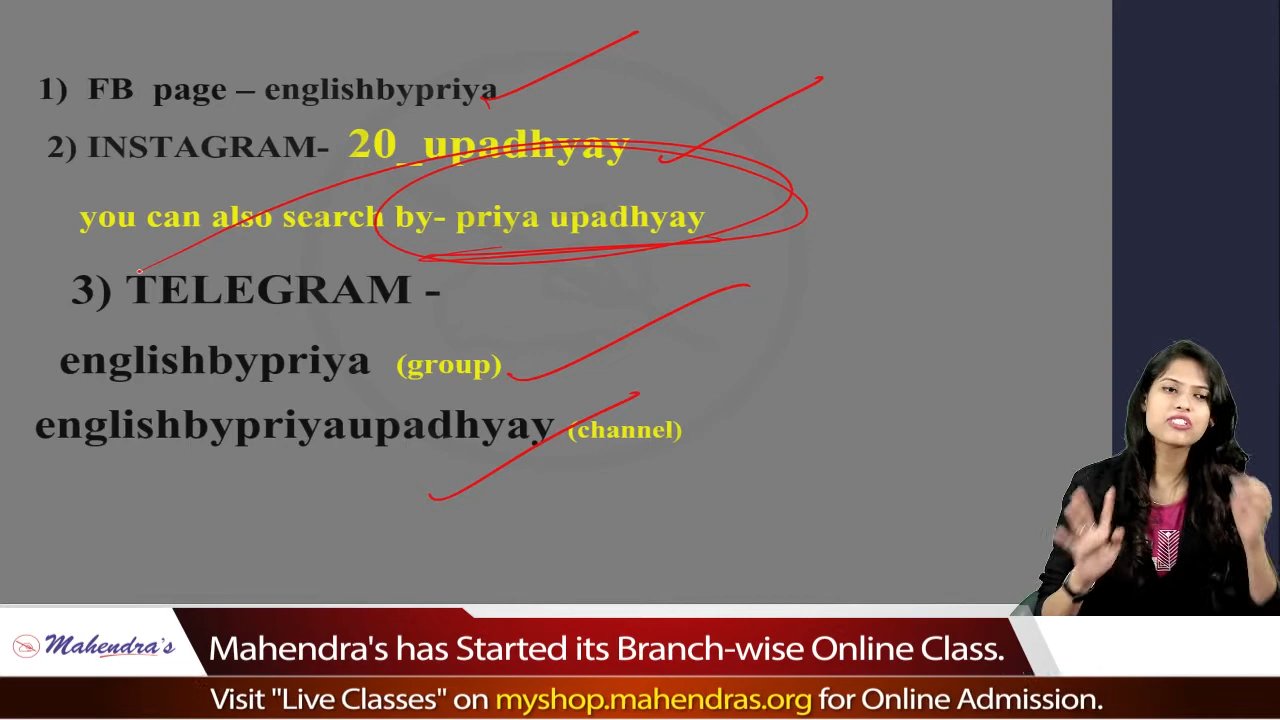 1) FB page – englishbypriya
2) INSTAGRAM- 20_upadhyay
you can also search by- priya upadhyay
3) TELEGRAM -
englishbypriya (group)
englishbypriyaupadhyay (channel)
Mahendra's
Mahendra's has Started its Branch-wise Online Class.
Visit "Live Classes" on myshop.mahendras.org for Online Admission.